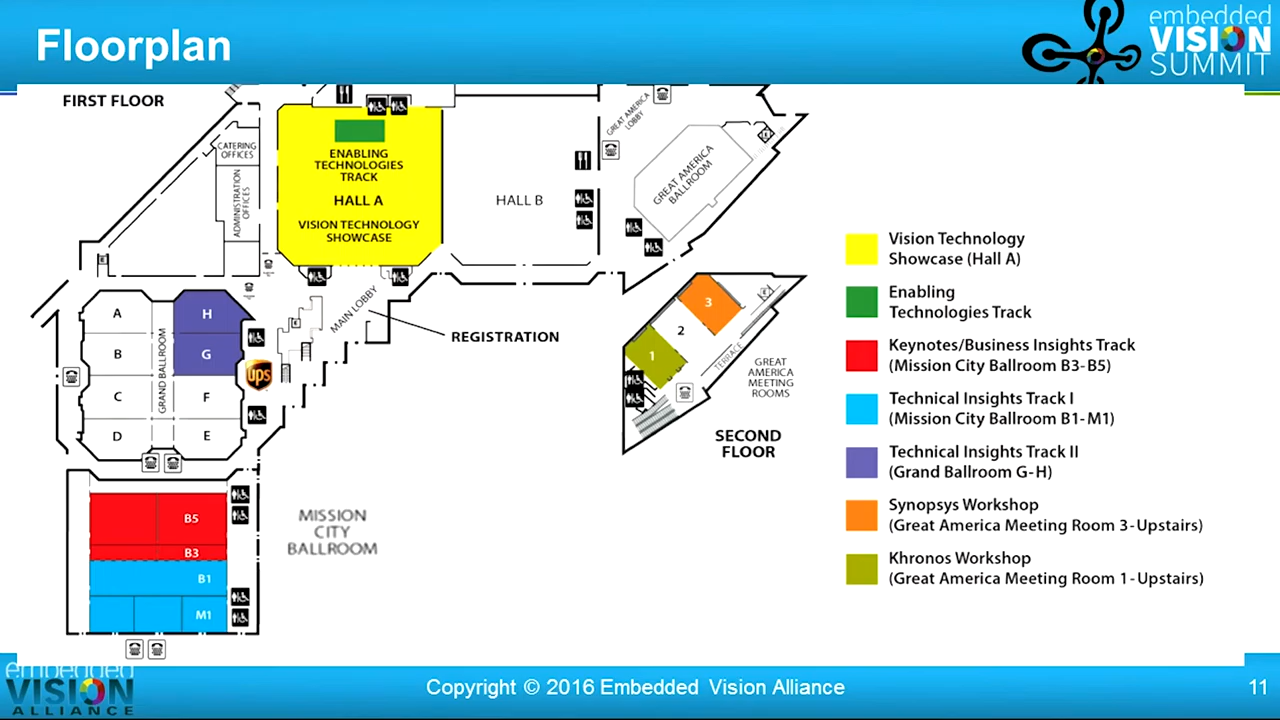 Floorplan
embedded
VISION
SUMMIT
FIRST FLOOR
CATERING
OFFICES
ADMINISTRATION
OFFICES
ENABLING
TECHNOLOGIES
TRACK
HALL A
VISION TECHNOLOGY
SHOWCASE
HALL B
GREAT AMERICA
LOBBY
GREAT AMERICA
BALLROOM
MAIN LOBBY
REGISTRATION
A
B
C
D
GRAND BALLROOM
H
G
F
E
ups
3
2
1
TERRACE
GREAT
AMERICA
MEETING
ROOMS
SECOND
FLOOR
B5
B3
B1
M1
MISSION
CITY
BALLROOM
Vision Technology
Showcase (Hall A)
Enabling
Technologies Track
Keynotes/Business Insights Track
(Mission City Ballroom B3-B5)
Technical Insights Track I
(Mission City Ballroom B1-M1)
Technical Insights Track II
(Grand Ballroom G-H)
Synopsys Workshop
(Great America Meeting Room 3-Upstairs)
Khronos Workshop
(Great America Meeting Room 1-Upstairs)
embedded
VISION
ALLIANCE
Copyright © 2016 Embedded Vision Alliance
11